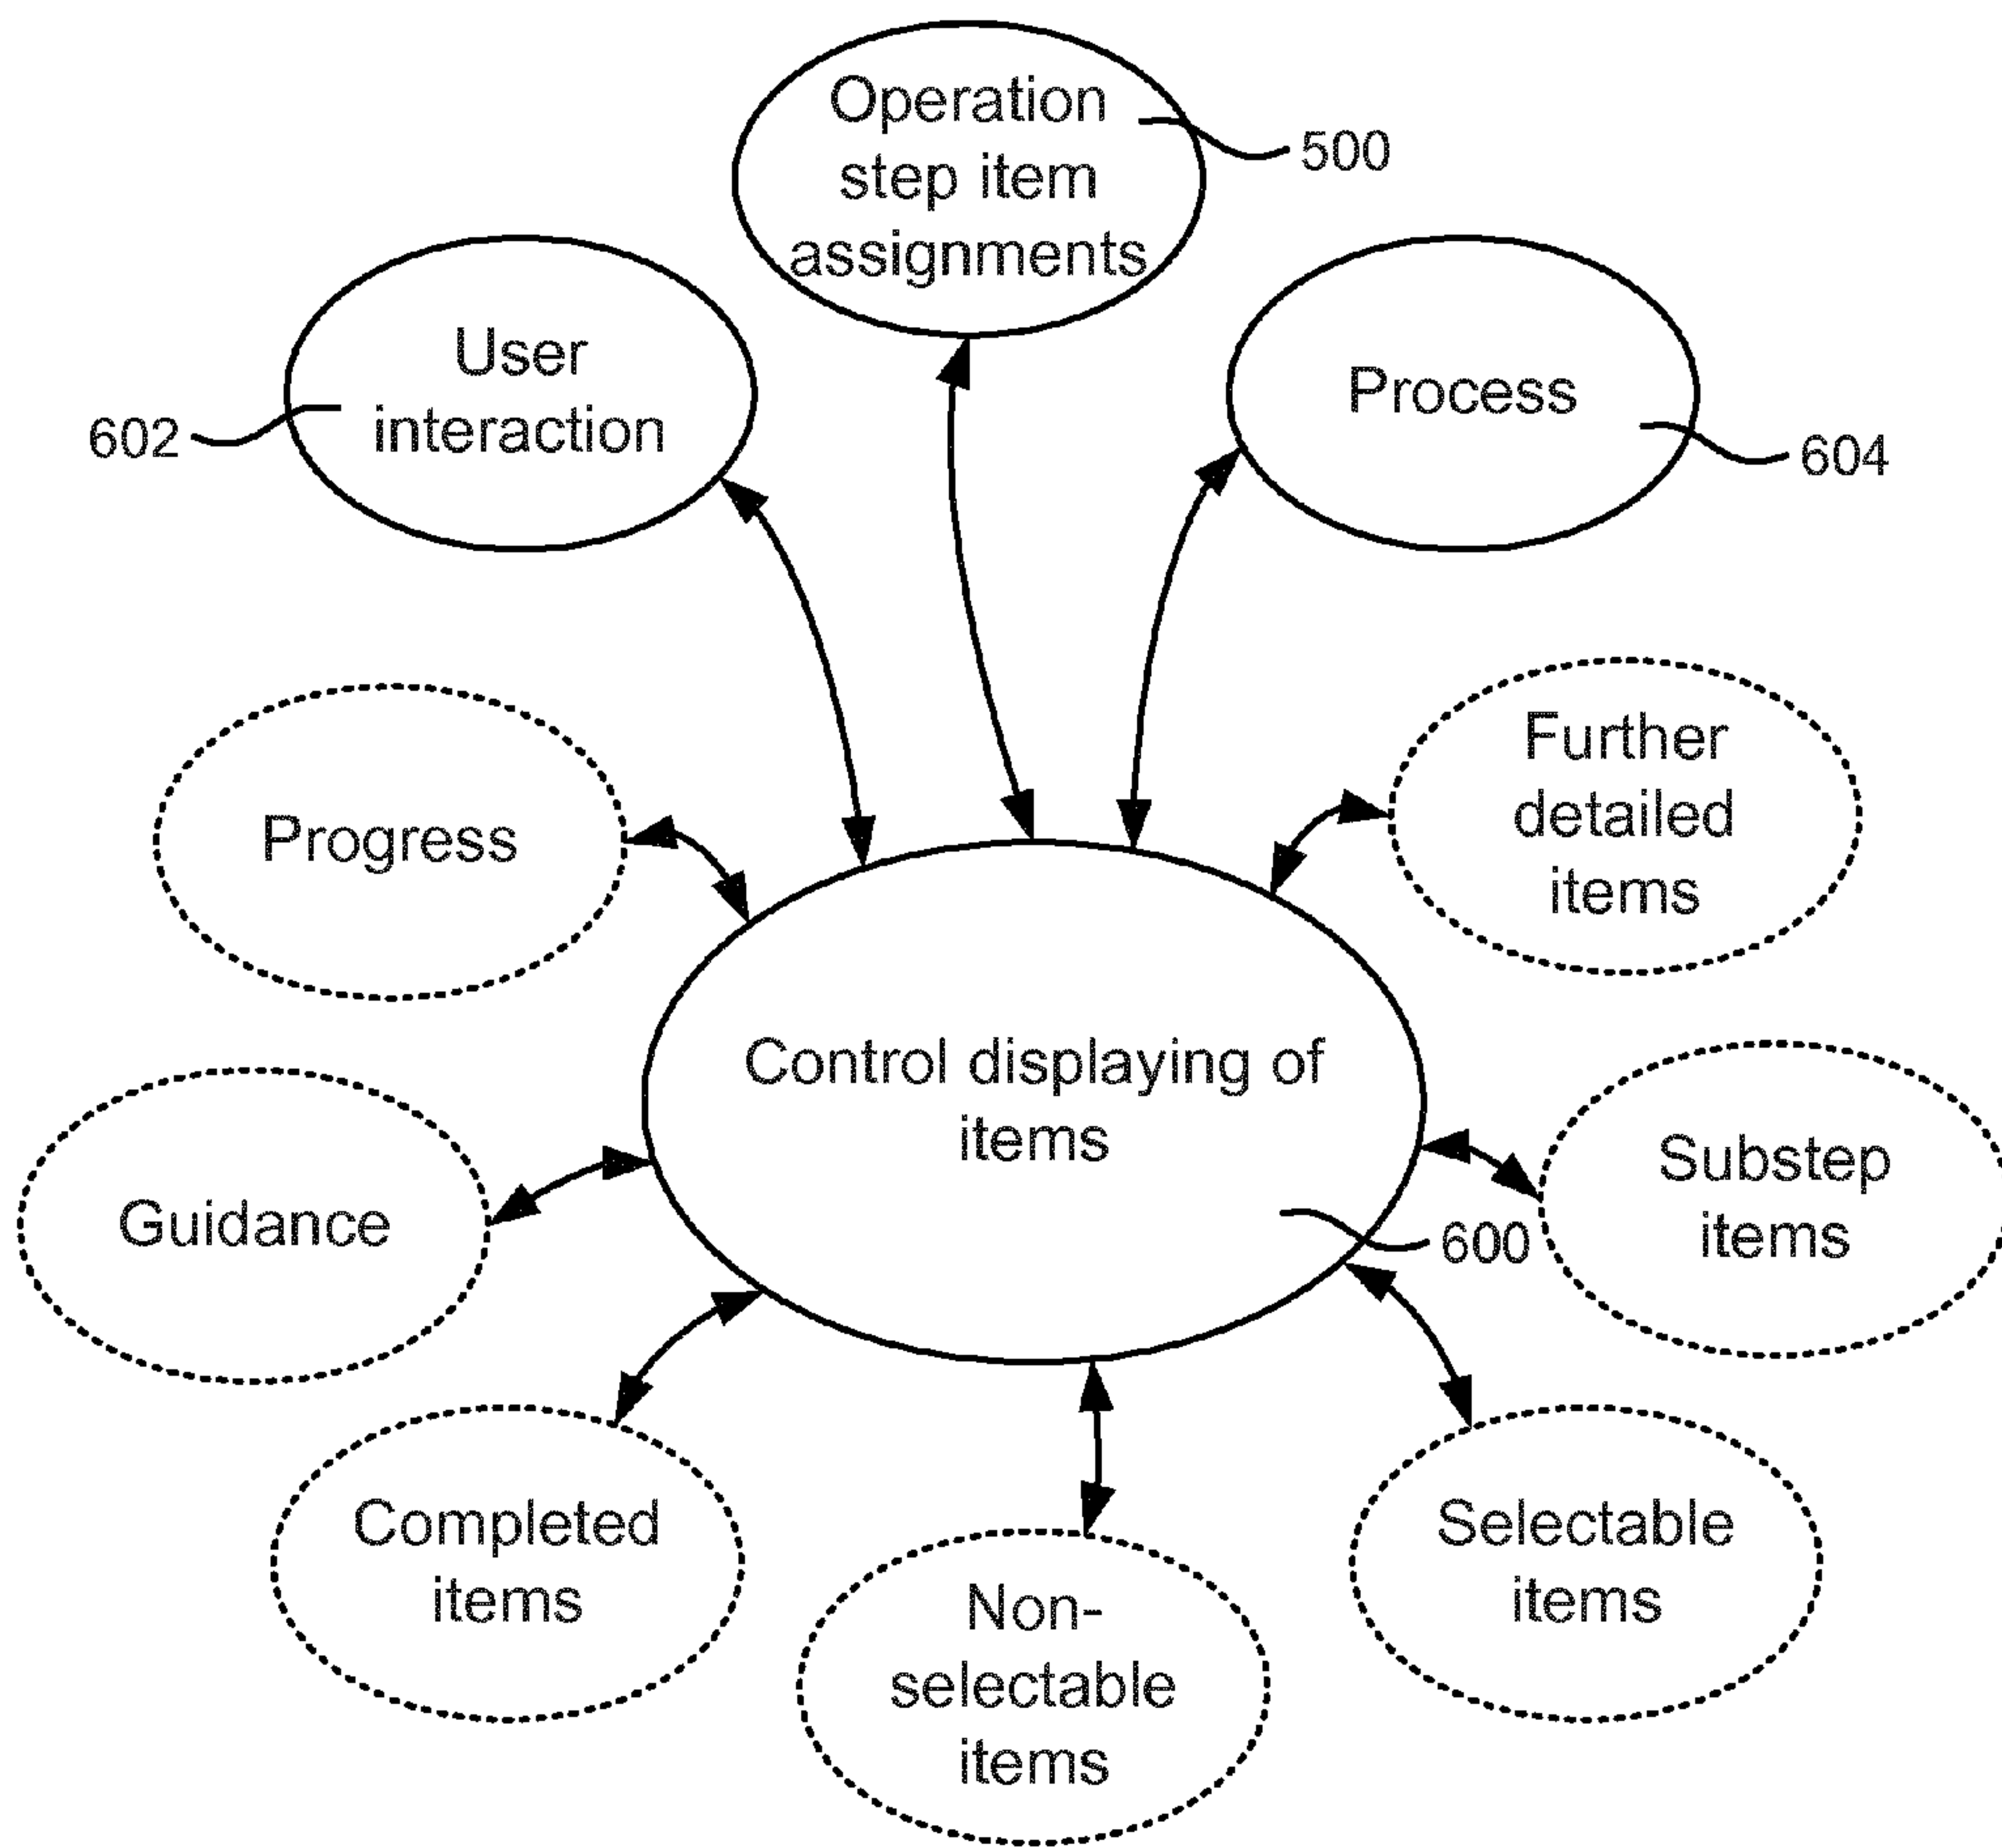 Operation
step item
assignments
500
User
interaction
602
Process
604
Further
detailed
items
Progress
Control displaying of
items
600
Substep
items
Guidance
Completed
items
Non-
selectable
items
Selectable
items